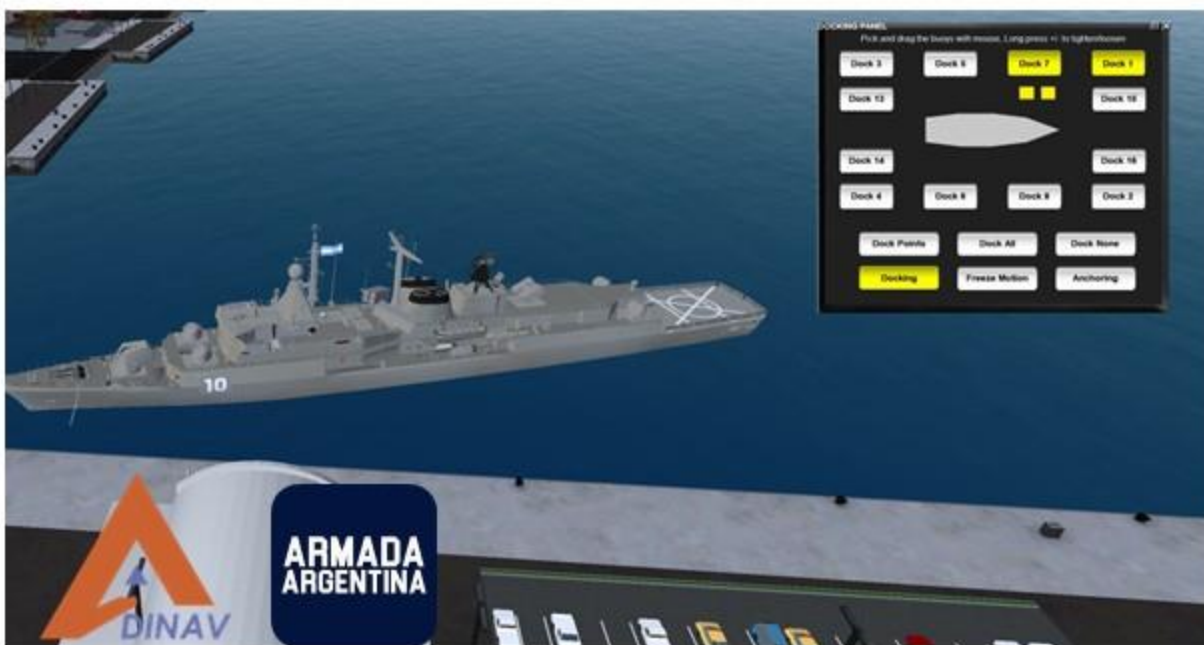 DOCKING PANEL
Pick and drag the buoys with mouse. Long press +/- to tighten/loosen
Dock 3
Dock 5
Dock 7
Dock 1
Dock 13
Dock 15
Dock 14
Dock 16
Dock 4
Dock 6
Dock 8
Dock 2
Dock Points
Dock All
Dock None
Docking
Freeze Motion
Anchoring
10
DINAV
ARMADA
ARGENTINA